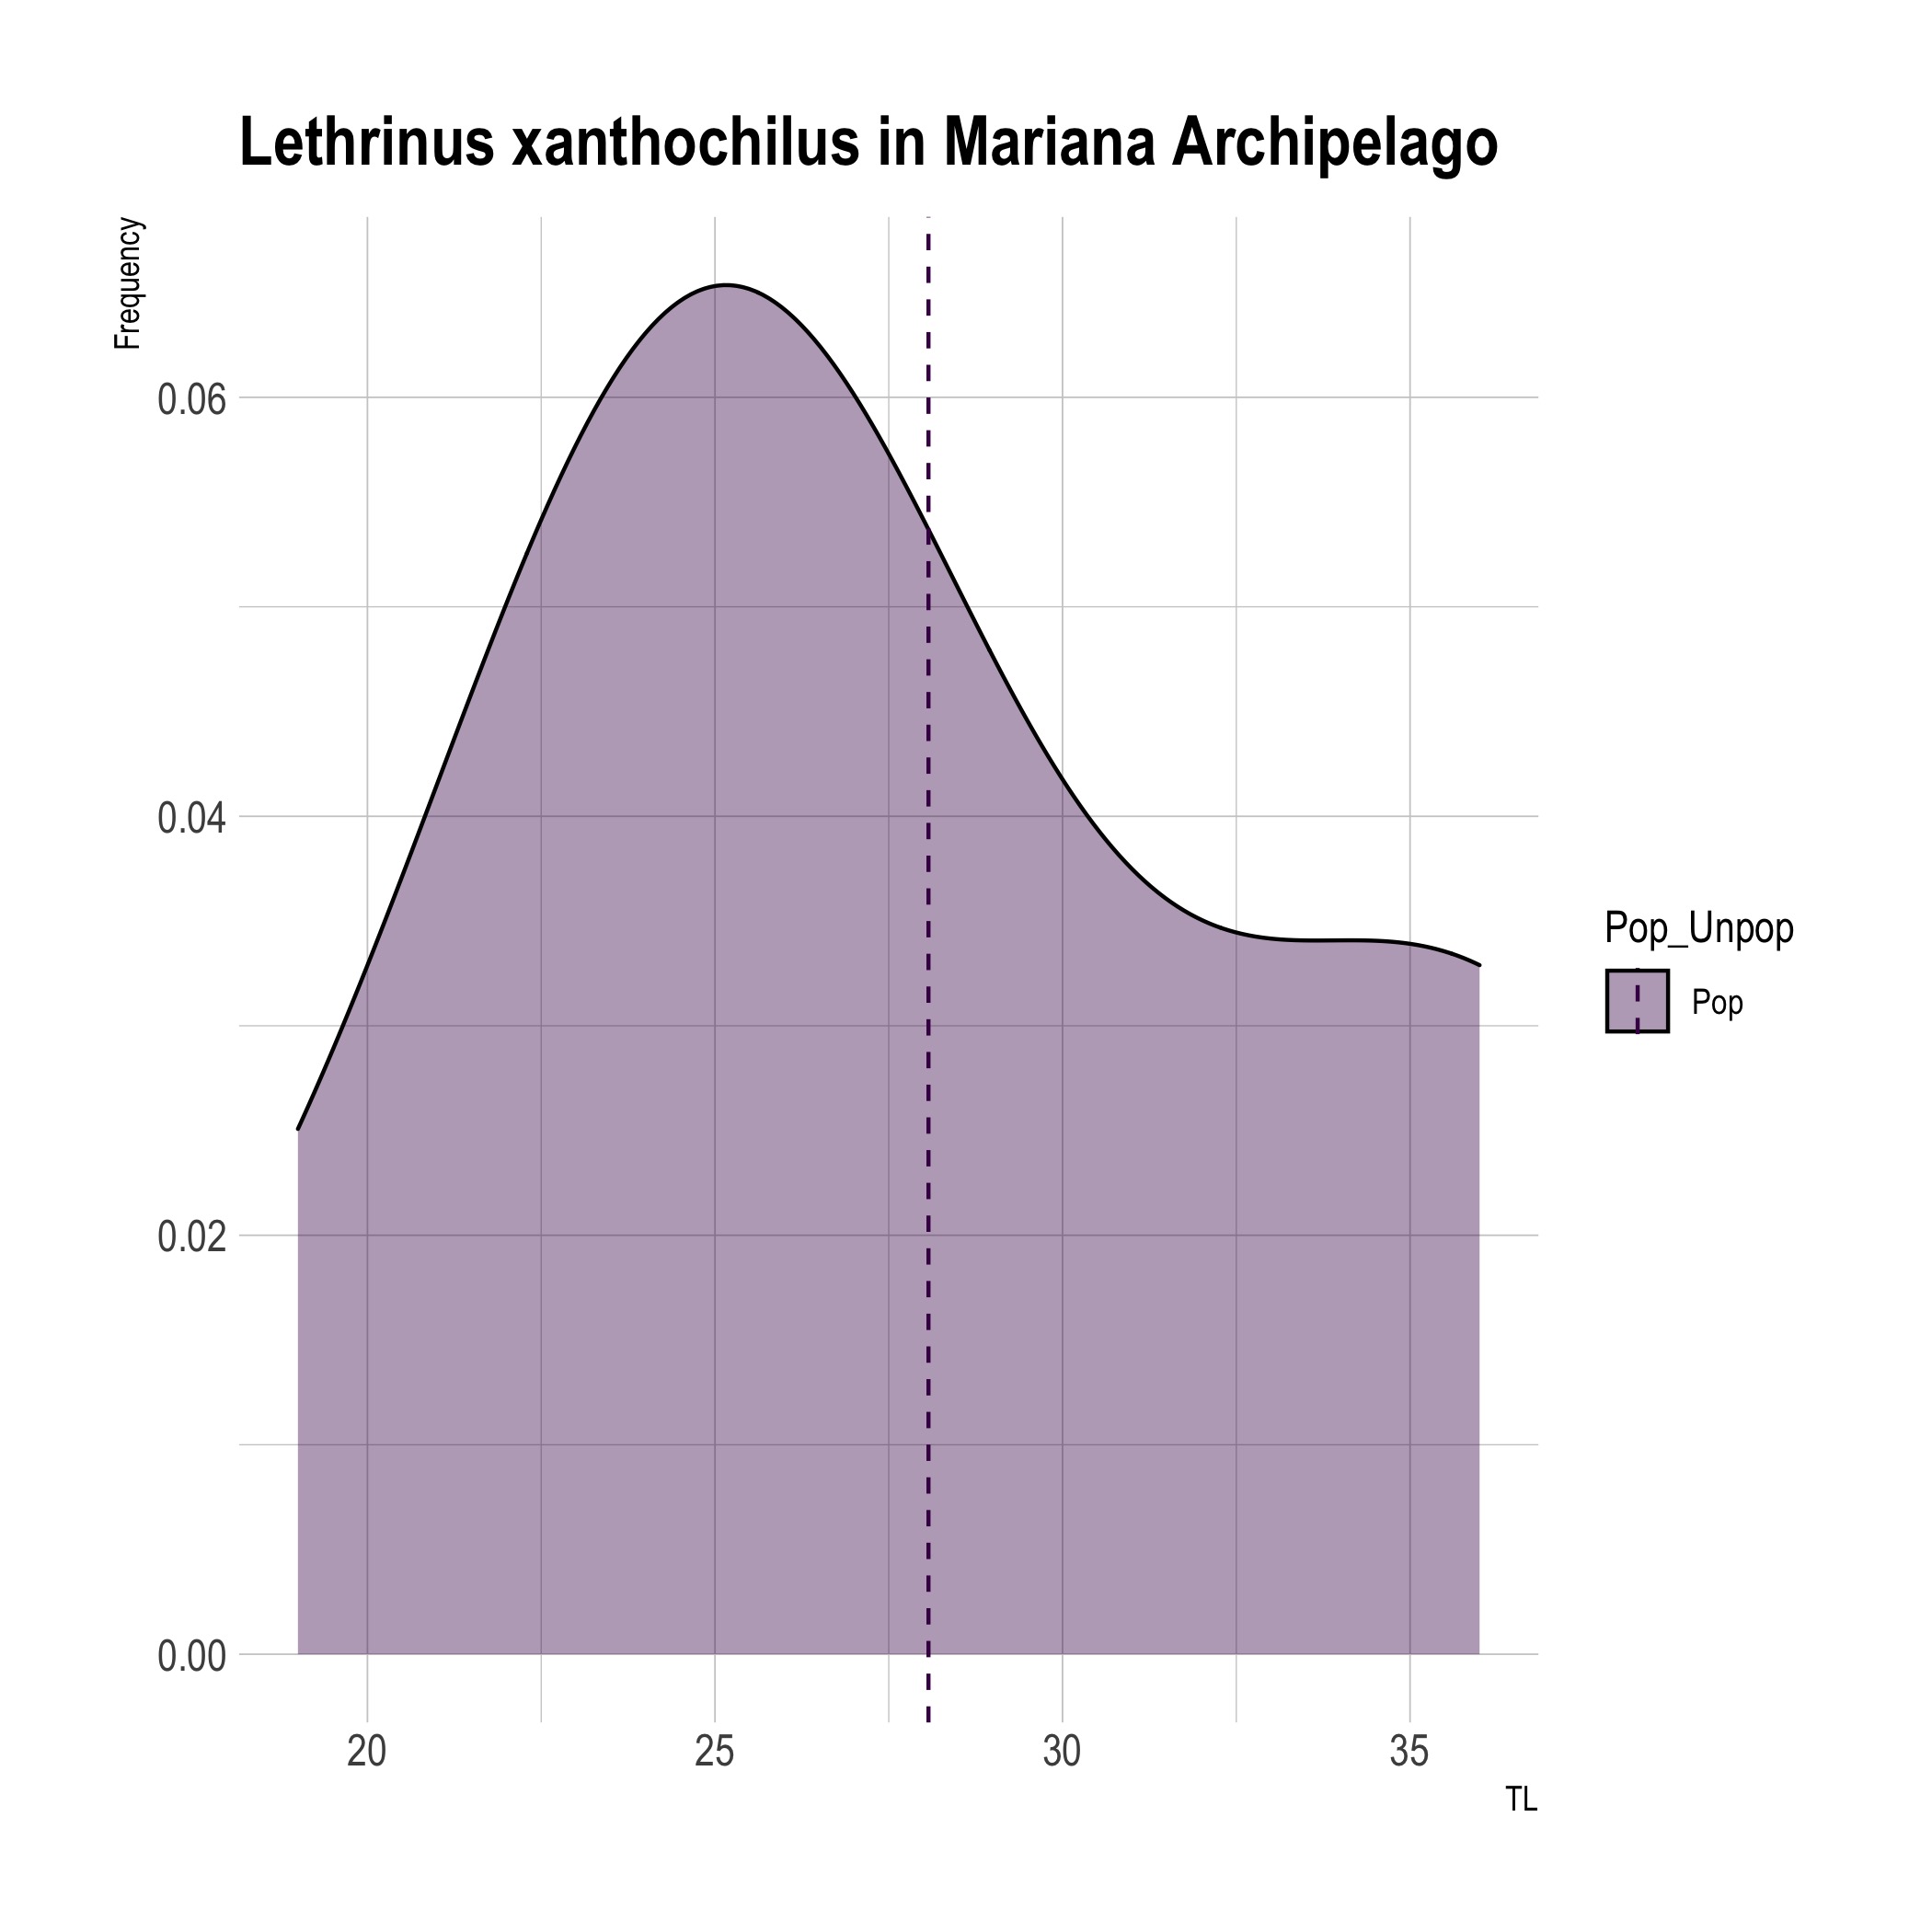 Lethrinus xanthochilus in Mariana Archipelago
Frequency
0.06
0.04
0.02
0.00
20 25 30 35
TL
Pop_Unpop
Pop